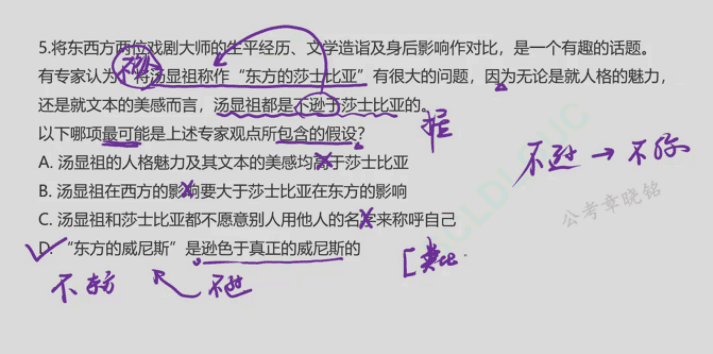 5.将东西方两位戏剧大师的生平经历、文学造诣及身后影响作对比，是一个有趣的话题。
有专家认为，将汤显祖称作“东方的莎士比亚”有很大的问题，因为无论是就人格的魅力，
还是就文本的美感而言，汤显祖都是不逊于莎士比亚的。
以下哪项最可能是上述专家观点所包含的假设？
A. 汤显祖的人格魅力及其文本的美感均高于莎士比亚
B. 汤显祖在西方的影响要大于莎士比亚在东方的影响
C. 汤显祖和莎士比亚都不愿意别人用他人的名字来称呼自己
D. “东方的威尼斯”是逊色于真正的威尼斯的
不逊→不称
公考章晓铭
不东方
不逊